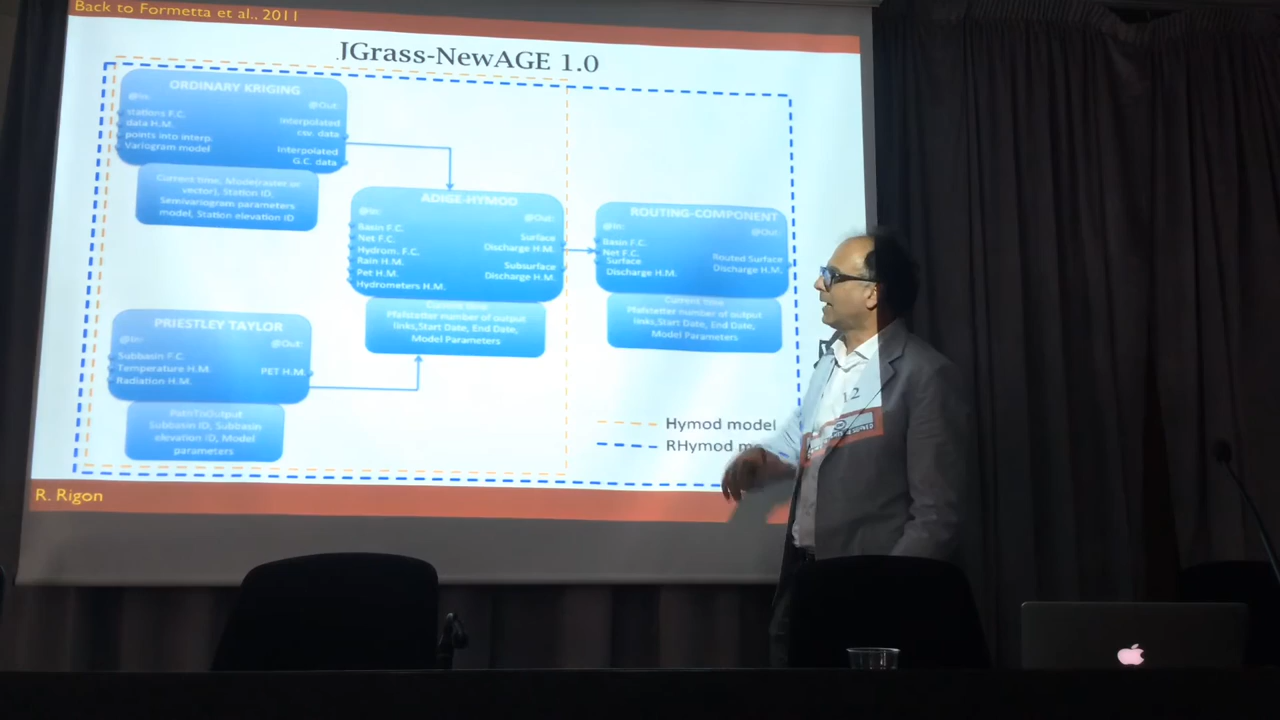 Back to Formetta et al., 2011
JGrass-NewAGE 1.0
ORDINARY KRIGING
@In:
@Out:
stations F.C.
data H.M.
points into interp.
Variogram model
Interpolated
csv. data
Interpolated
G.C. data
Current time, Mode(raster or
vector), Station ID,
Semivariogram parameters
model, Station elevation ID
ADIGE-HYMOD
@In:
@Out:
Basin F.C.
Net F.C.
Hydrom. F.C.
Rain H.M.
Pet H.M.
Hydrometers H.M.
Surface
Discharge H.M.
Subsurface
Discharge H.M.
Current time
Pfafstetter number of output
links,Start Date, End Date,
Model Parameters
ROUTING-COMPONENT
@In:
@Out:
Basin F.C.
Net F.C.
Surface
Discharge H.M.
Routed Surface
Discharge H.M.
Current time
Pfafstetter number of output
links,Start Date, End Date,
Model Parameters
PRIESTLEY TAYLOR
@In:
@Out:
Subbasin F.C.
Temperature H.M.
Radiation H.M.
PET H.M.
PathToOutput
Subbasin ID, Subbasin
elevation ID, Model
parameters
Hymod model
RHymod
R. Rigon
12